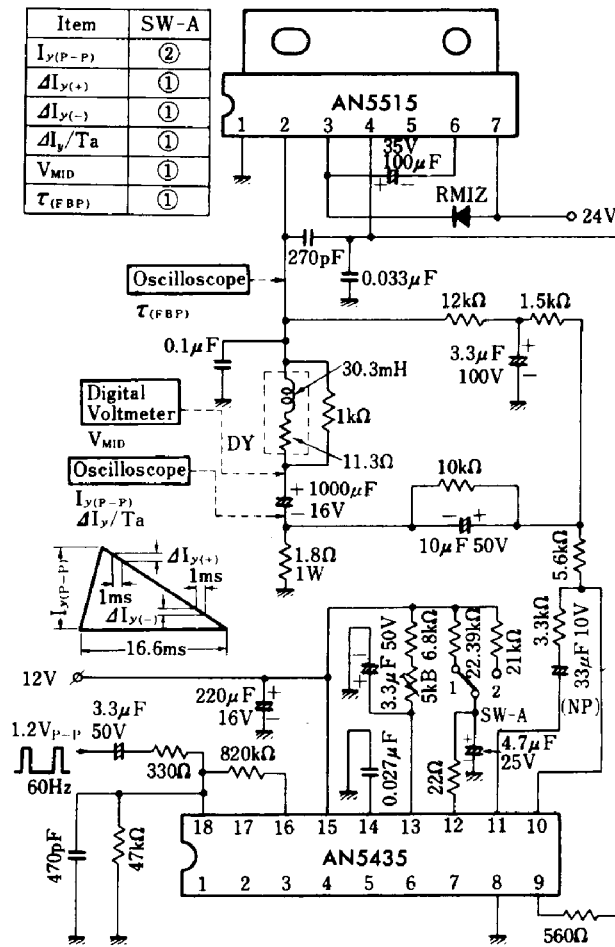 Item SW-A
Iy(P-P) ②
ΔIy(+) ①
ΔIy(-) ①
ΔIy/Ta ①
VMID ①
τ(FBP) ①
AN5515
1 2 3 4 5 6 7
35V
100μF
+ -
RMIZ
24V
270pF
0.033μF
Oscilloscope
τ(FBP)
12kΩ 1.5kΩ
0.1μF
3.3μF
100V
+
-
30.3mH
Digital
Voltmeter
VMID
DY
1kΩ
11.3Ω
Oscilloscope
Iy(P-P)
ΔIy/Ta
+ 1000μF
- 16V
10kΩ
- +
10μF 50V
1.8Ω
1W
5.6kΩ
Iy(P-P)
ΔIy(+)
1ms
1ms
ΔIy(-)
16.6ms
3.3kΩ
33μF 10V
(NP)
12V
220μF
16V
+
-
3.3μF 50V
5kB 6.8kΩ
22.39kΩ
21kΩ
1 2
SW-A
1.2VP-P
60Hz
3.3μF
50V
330Ω
820kΩ
0.027μF
22Ω
+
4.7μF
25V
470pF
47kΩ
18 17 16 15 14 13 12 11 10
AN5435
1 2 3 4 5 6 7 8 9
560Ω